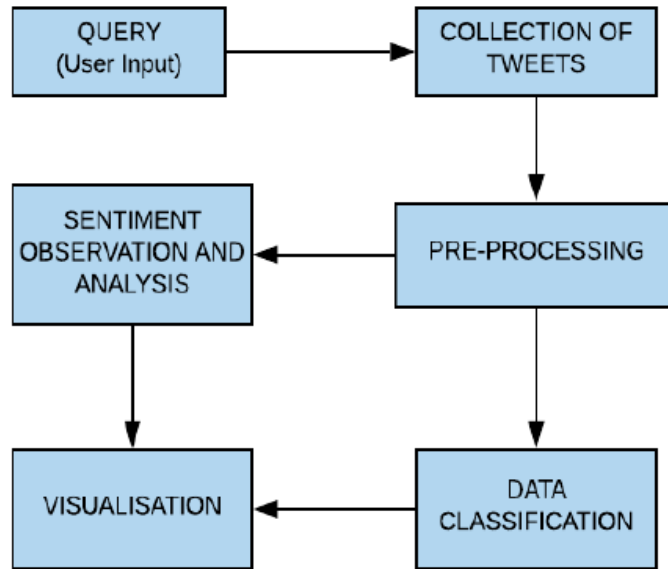 QUERY
(User Input)
COLLECTION OF
TWEETS
SENTIMENT
OBSERVATION AND
ANALYSIS
PRE-PROCESSING
VISUALISATION
DATA
CLASSIFICATION